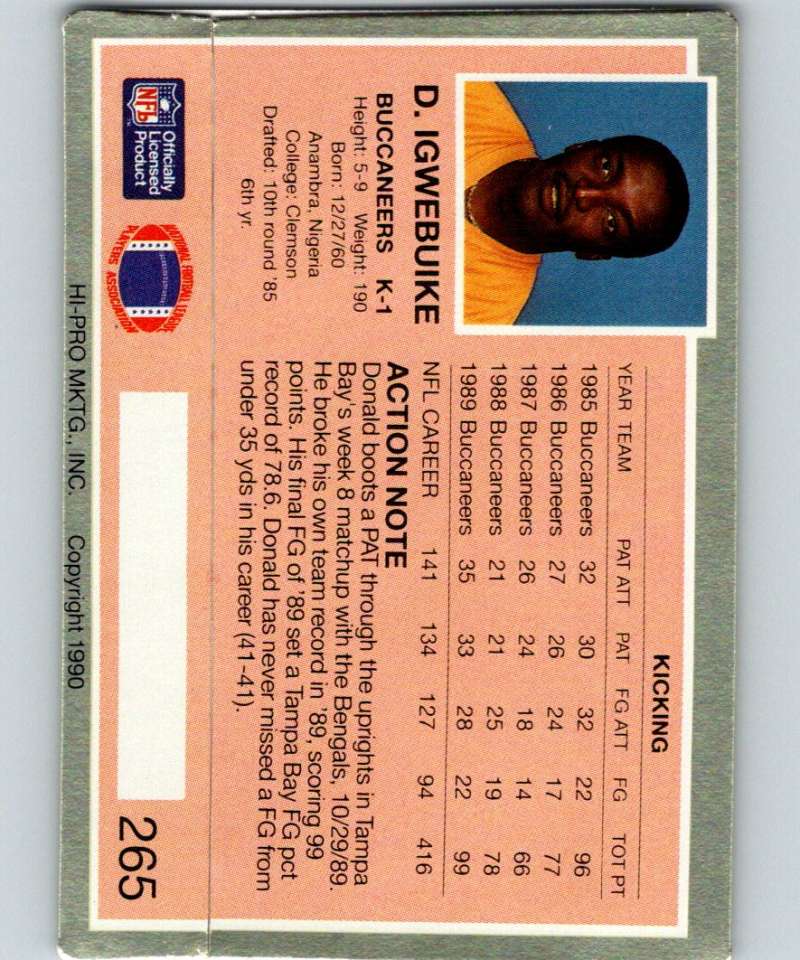 KICKING
YEAR TEAM PAT ATT PAT FG ATT FG TOT PT
1985 Buccaneers 32 30 32 22 96
1986 Buccaneers 27 26 24 17 77
1987 Buccaneers 26 24 18 14 66
1988 Buccaneers 21 21 25 19 78
1989 Buccaneers 35 33 28 22 99
NFL CAREER 141 134 127 94 416
D. IGWEBUIKE
BUCCANEERS K-1
Height: 5-9 Weight: 190
Born: 12/27/60
Anambra, Nigeria
College: Clemson
Drafted: 10th round '85
6th yr.
ACTION NOTE
Donald boots a PAT through the uprights in Tampa
Bay's week 8 matchup with the Bengals, 10/29/89.
He broke his own team record in '89, scoring 99
points. His final FG of '89 set a Tampa Bay FG pct
record of 78.6. Donald has never missed a FG from
under 35 yds in his career (41-41).
NFL
Officially
Licensed
Product
NATIONAL FOOTBALL LEAGUE
PLAYERS ASSOCIATION
265
HI-PRO MKTG., INC. Copyright 1990